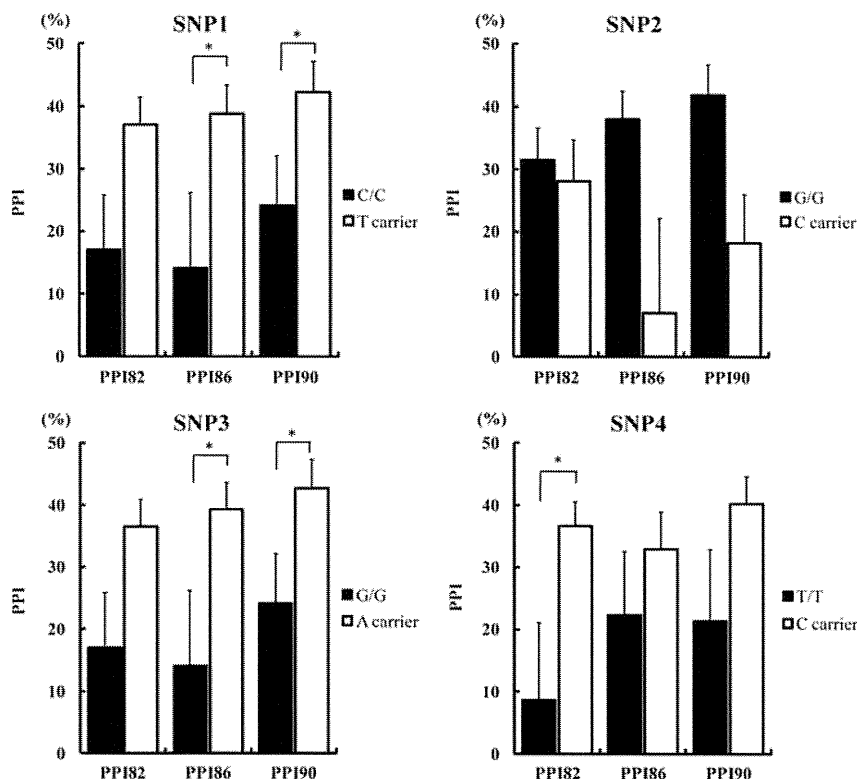 (%)
SNP1
*
*
50
40
30
20
10
0
PPI
C/C
T carrier
PPI82 PPI86 PPI90
(%)
SNP2
50
40
30
20
10
0
PPI
G/G
C carrier
PPI82 PPI86 PPI90
(%)
SNP3
*
*
50
40
30
20
10
0
PPI
G/G
A carrier
PPI82 PPI86 PPI90
(%)
SNP4
*
50
40
30
20
10
0
PPI
T/T
C carrier
PPI82 PPI86 PPI90